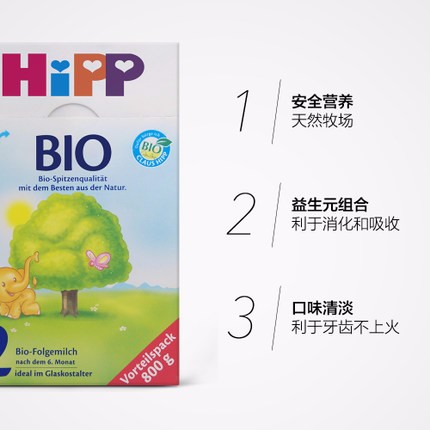 HiPP
BIO
BIO
CLAUS HIPP
Bio-Spitzenqualität
mit dem Besten aus der Natur.
2
Bio-Folgemilch
nach dem 6. Monat
ideal im Glaskostalter
Vorteilspack
800 g
1
安全营养
天然牧场
2
益生元组合
利于消化和吸收
3
口味清淡
利于牙齿不上火